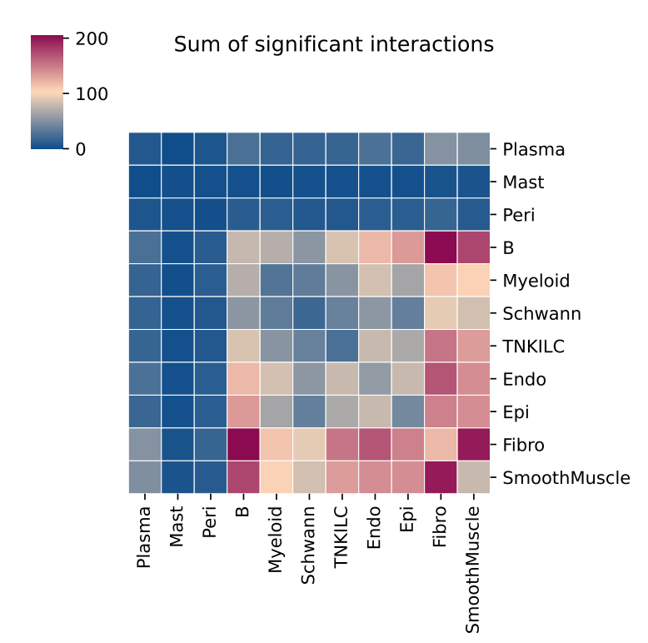 Sum of significant interactions
200
100
0
Plasma
Mast
Peri
B
Myeloid
Schwann
TNKILC
Endo
Epi
Fibro
SmoothMuscle
Plasma
Mast
Peri
B
Myeloid
Schwann
TNKILC
Endo
Epi
Fibro
SmoothMuscle